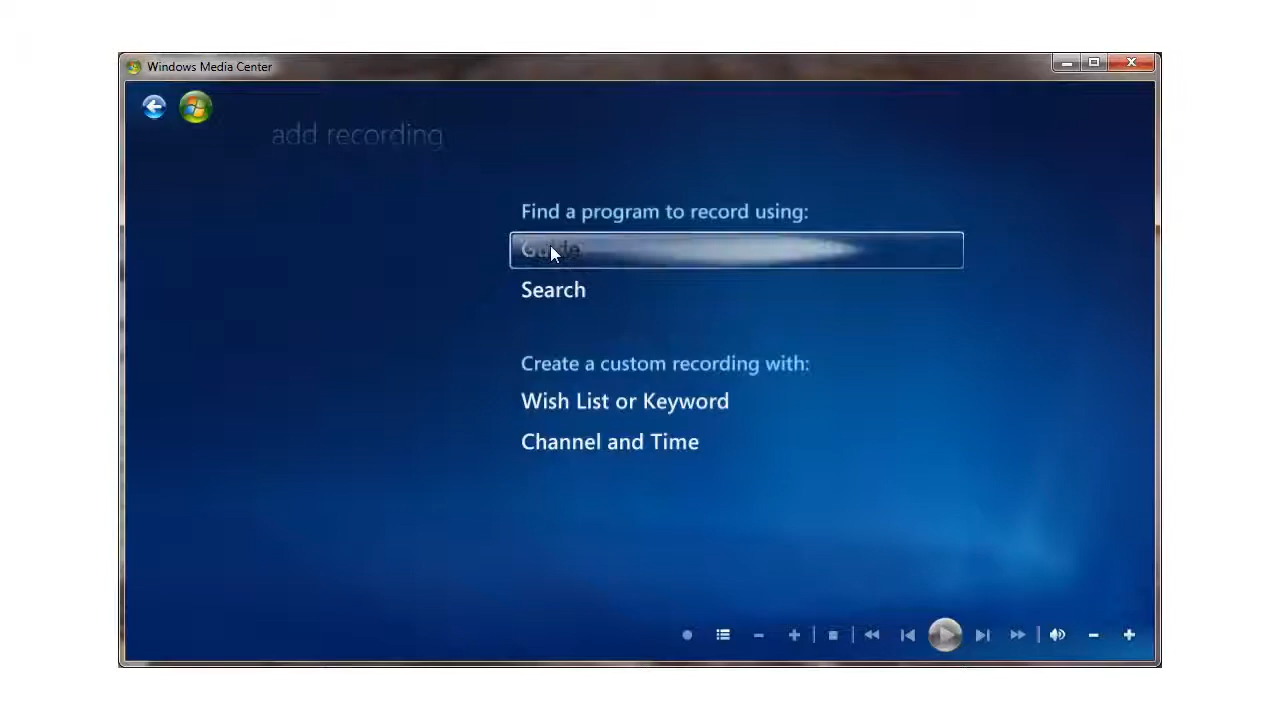 Windows Media Center
add recording
Find a program to record using:
Guide
Search
Create a custom recording with:
Wish List or Keyword
Channel and Time